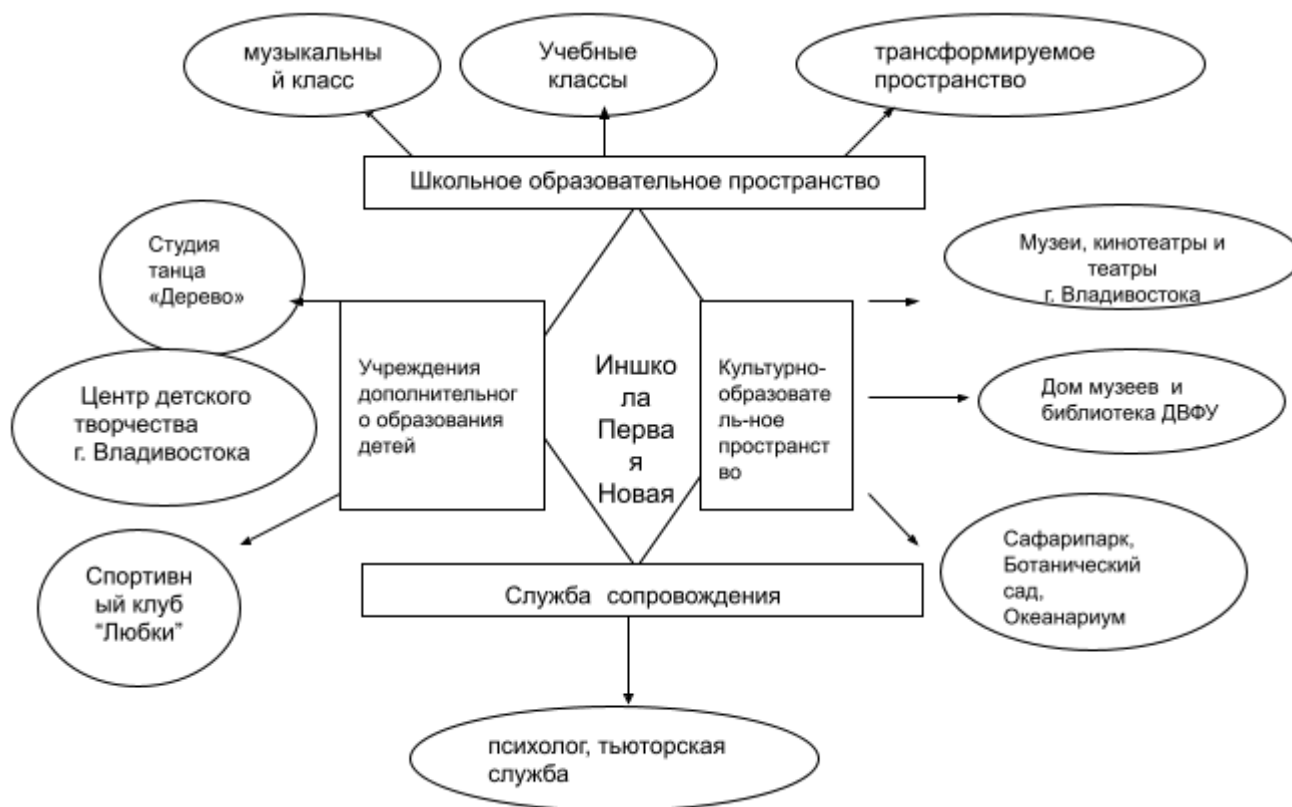 музыкальны
й класс
Учебные
классы
трансформируемое
пространство
Школьное образовательное пространство
Студия
танца
«Дерево»
Музеи, кинотеатры и
театры
г. Владивостока
Центр детского
творчества
г. Владивостока
Учреждения
дополнительног
о образования
детей
Иншко
ла
Перва
я
Новая
Культурно-
образовате
ль-ное
пространст
во
Дом музеев и
библиотека ДВФУ
Спортивн
ый клуб
“Любки”
Сафарипарк,
Ботанический
сад,
Океанариум
Служба сопровождения
психолог, тьюторская
служба